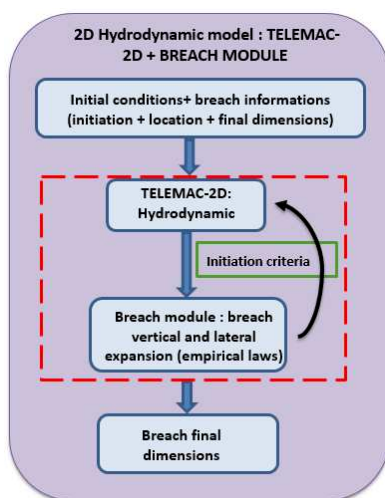 2D Hydrodynamic model : TELEMAC-
2D + BREACH MODULE
Initial conditions+ breach informations
(initiation + location + final dimensions)
TELEMAC-2D:
Hydrodynamic
Initiation criteria
Breach module : breach
vertical and lateral
expansion (empirical laws)
Breach final
dimensions